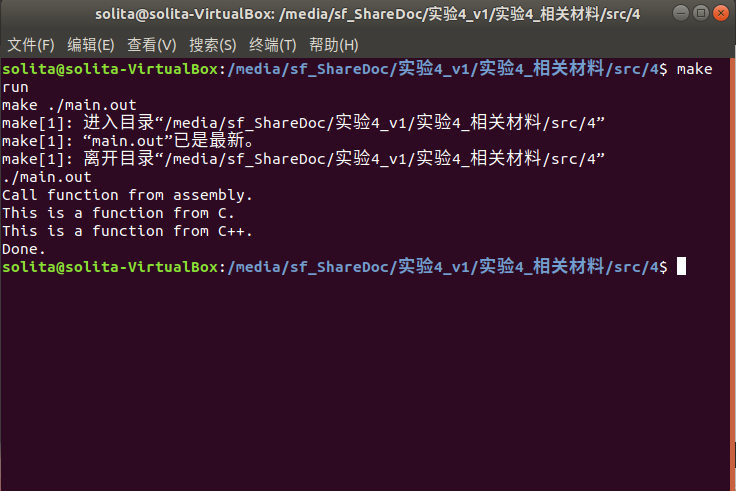 solita@solita-VirtualBox: /media/sf_ShareDoc/实验4_v1/实验4_相关材料/src/4
文件(F) 编辑(E) 查看(V) 搜索(S) 终端(T) 帮助(H)
solita@solita-VirtualBox:/media/sf_ShareDoc/实验4_v1/实验4_相关材料/src/4$ make
run
make ./main.out
make[1]: 进入目录“/media/sf_ShareDoc/实验4_v1/实验4_相关材料/src/4”
make[1]: “main.out”已是最新。
make[1]: 离开目录“/media/sf_ShareDoc/实验4_v1/实验4_相关材料/src/4”
./main.out
Call function from assembly.
This is a function from C.
This is a function from C++.
Done.
solita@solita-VirtualBox:/media/sf_ShareDoc/实验4_v1/实验4_相关材料/src/4$